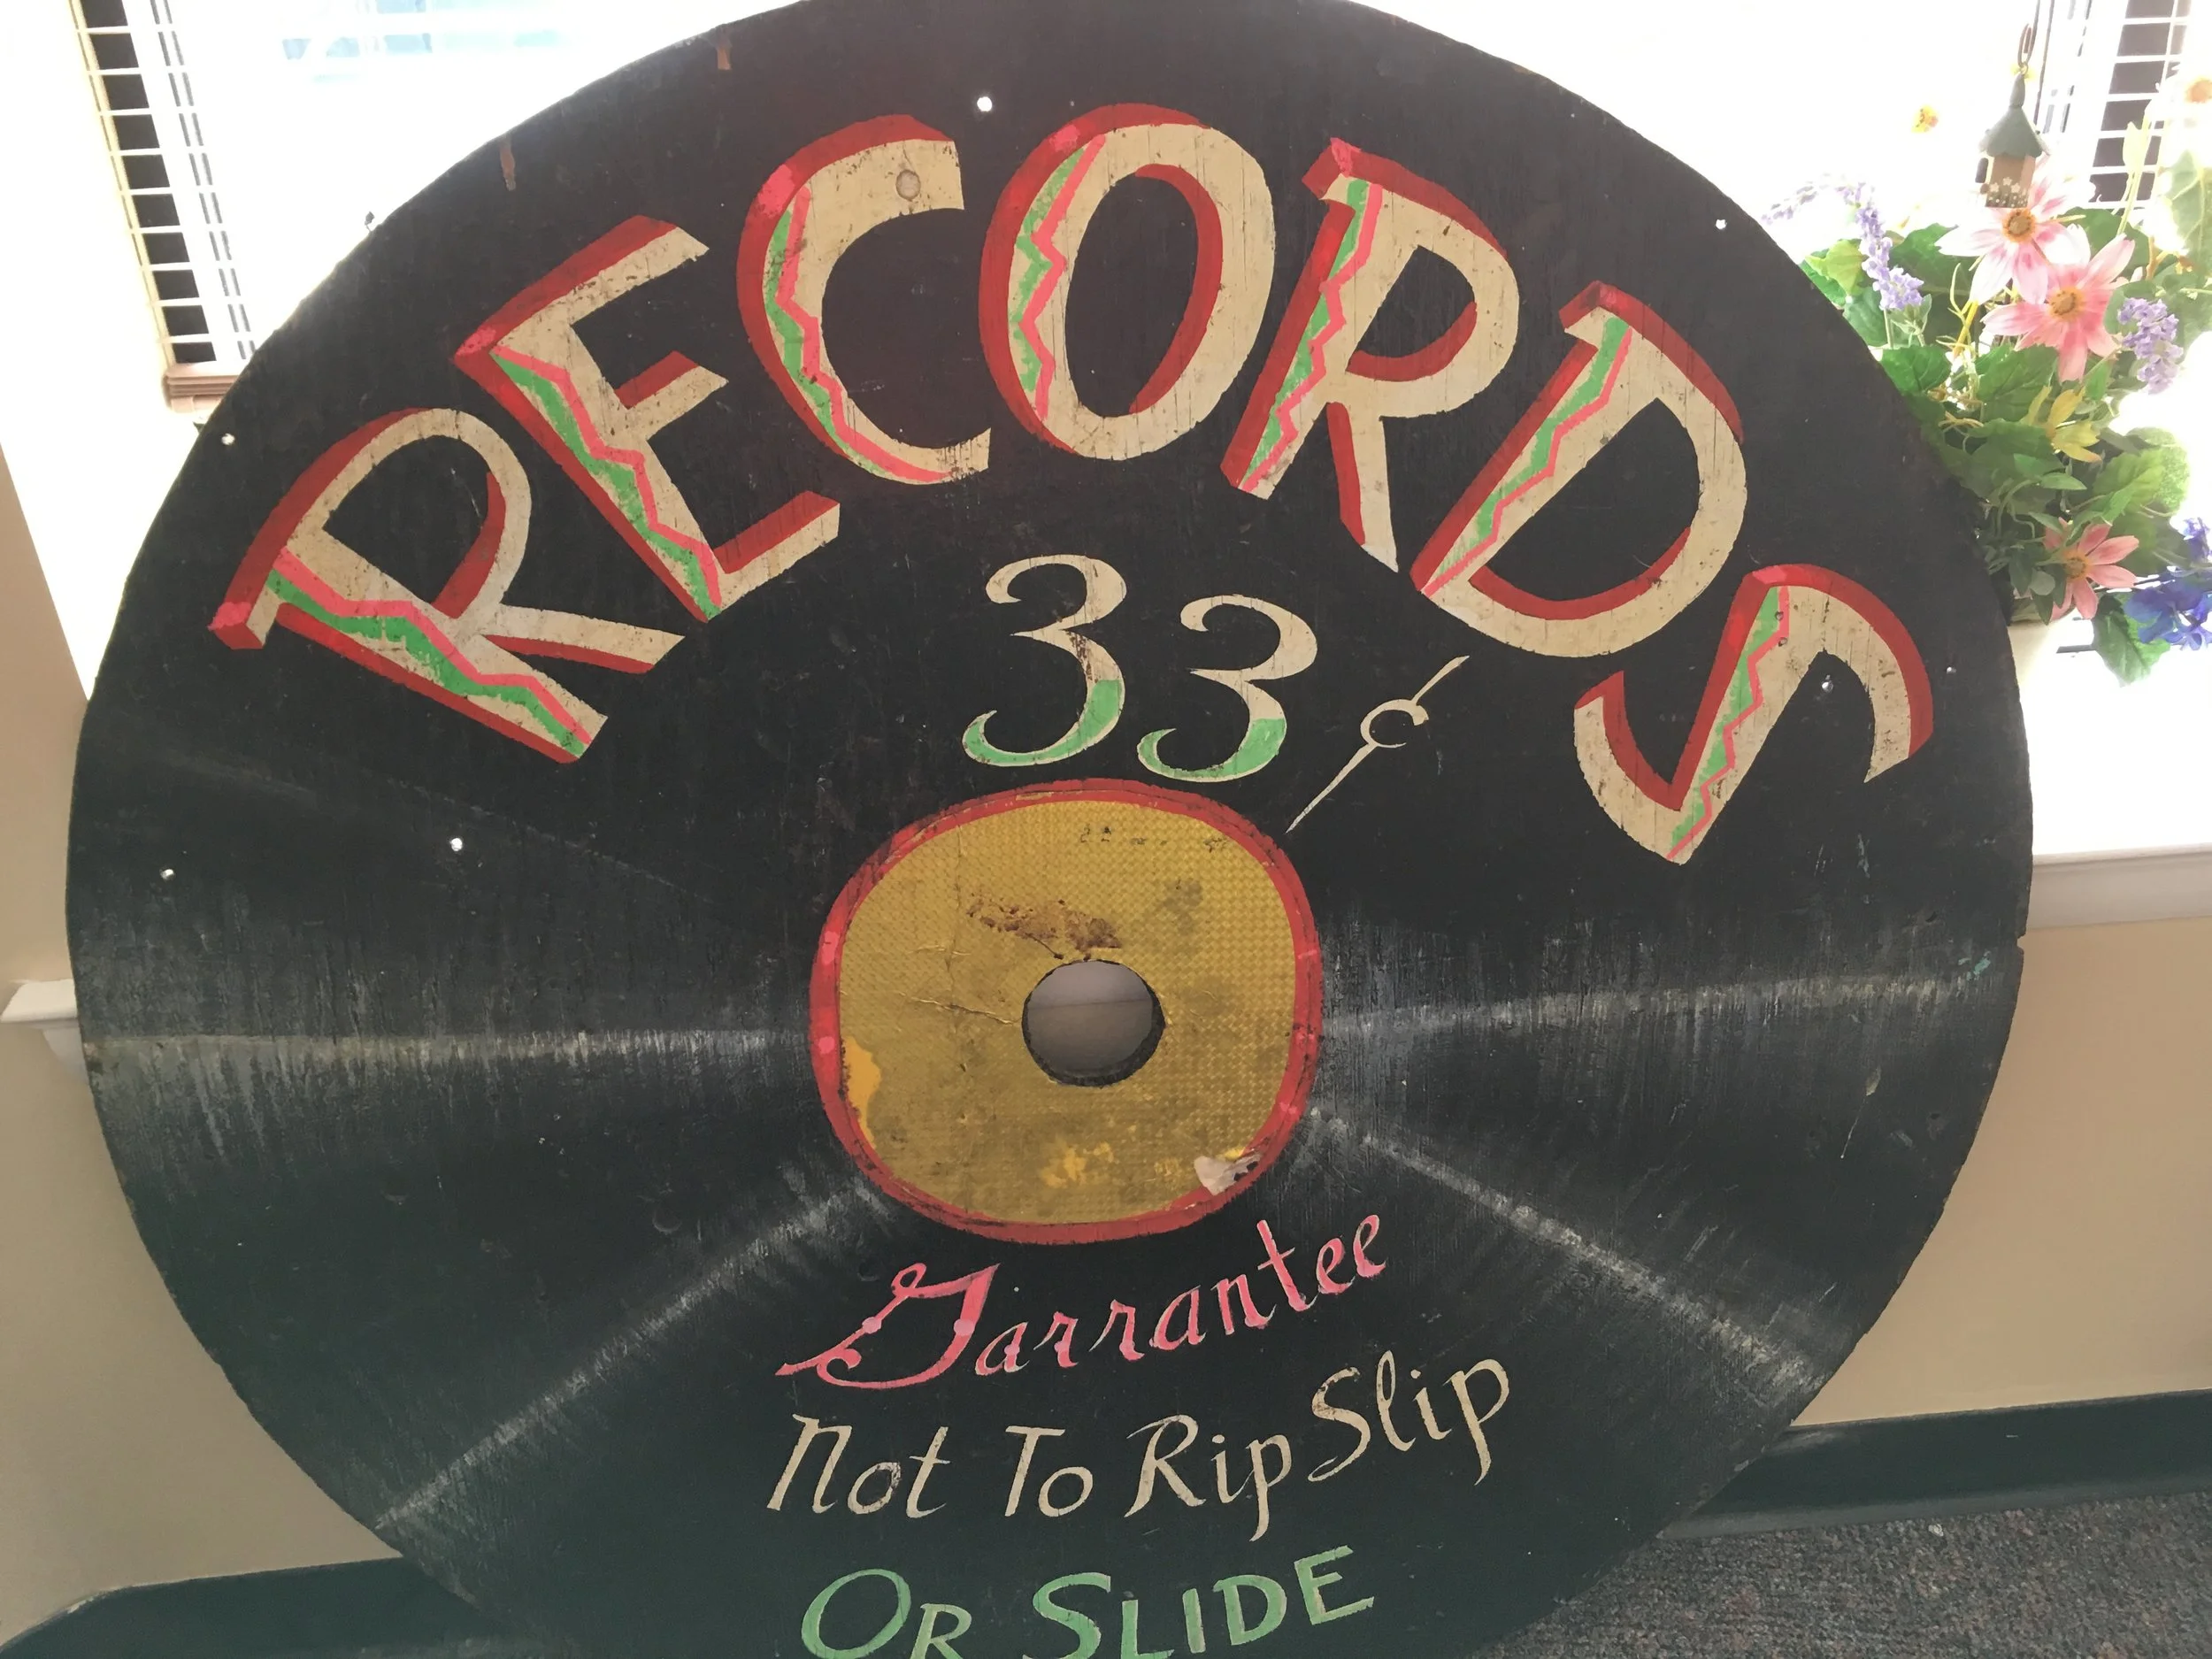 RECORDS
33¢
Garrantee
Not To Rip Slip
OR SLIDE